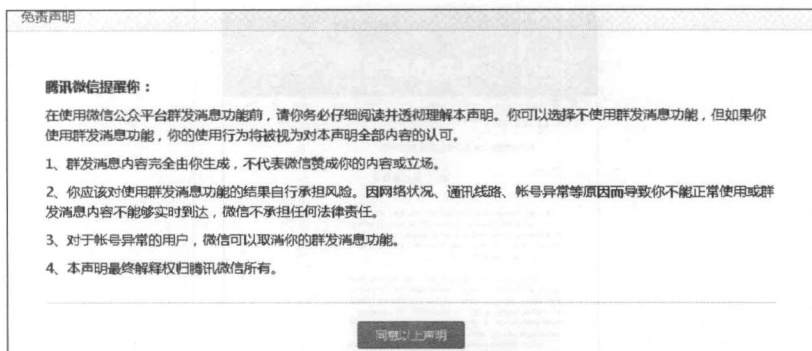 免责声明
腾讯微信提醒你：
在使用微信公众平台群发消息功能前，请你务必仔细阅读并透彻理解本声明。你可以选择不使用群发消息功能，但如果你
使用群发消息功能，你的使用行为将被视为对本声明全部内容的认可。
1、群发消息内容完全由你生成，不代表微信赞成你的内容或立场。
2、你应该对使用群发消息功能的结果自行承担风险。因网络状况、通讯线路、帐号异常等原因而导致你不能正常使用或群
发消息内容不能够实时到达，微信不承担任何法律责任。
3、对于帐号异常的用户，微信可以取消你的群发消息功能。
4、本声明最终解释权归腾讯微信所有。
同意以上声明